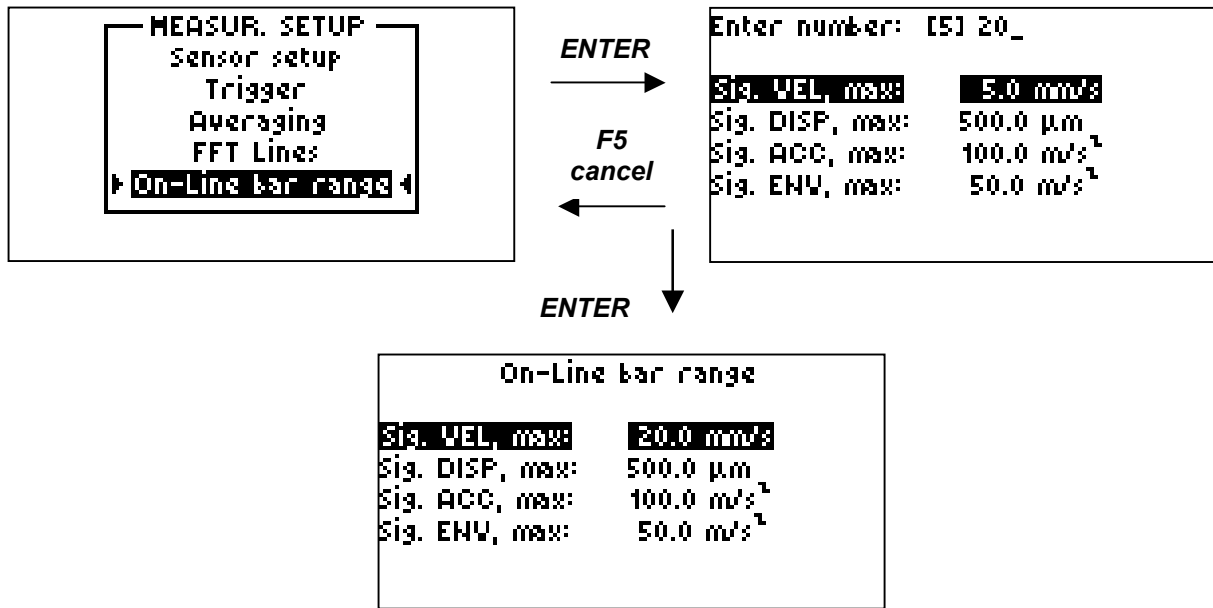 MEASUR. SETUP
Sensor setup
Trigger
Averaging
FFT Lines
On-Line bar range
ENTER
F5
cancel
Enter number: [5] 20_
Sig. VEL, max: 5.0 mm/s
Sig. DISP, max: 500.0 µm
Sig. ACC, max: 100.0 m/s²
Sig. ENV, max: 50.0 m/s²
ENTER
On-Line bar range
Sig. VEL, max: 20.0 mm/s
Sig. DISP, max: 500.0 µm
Sig. ACC, max: 100.0 m/s²
Sig. ENV, max: 50.0 m/s²